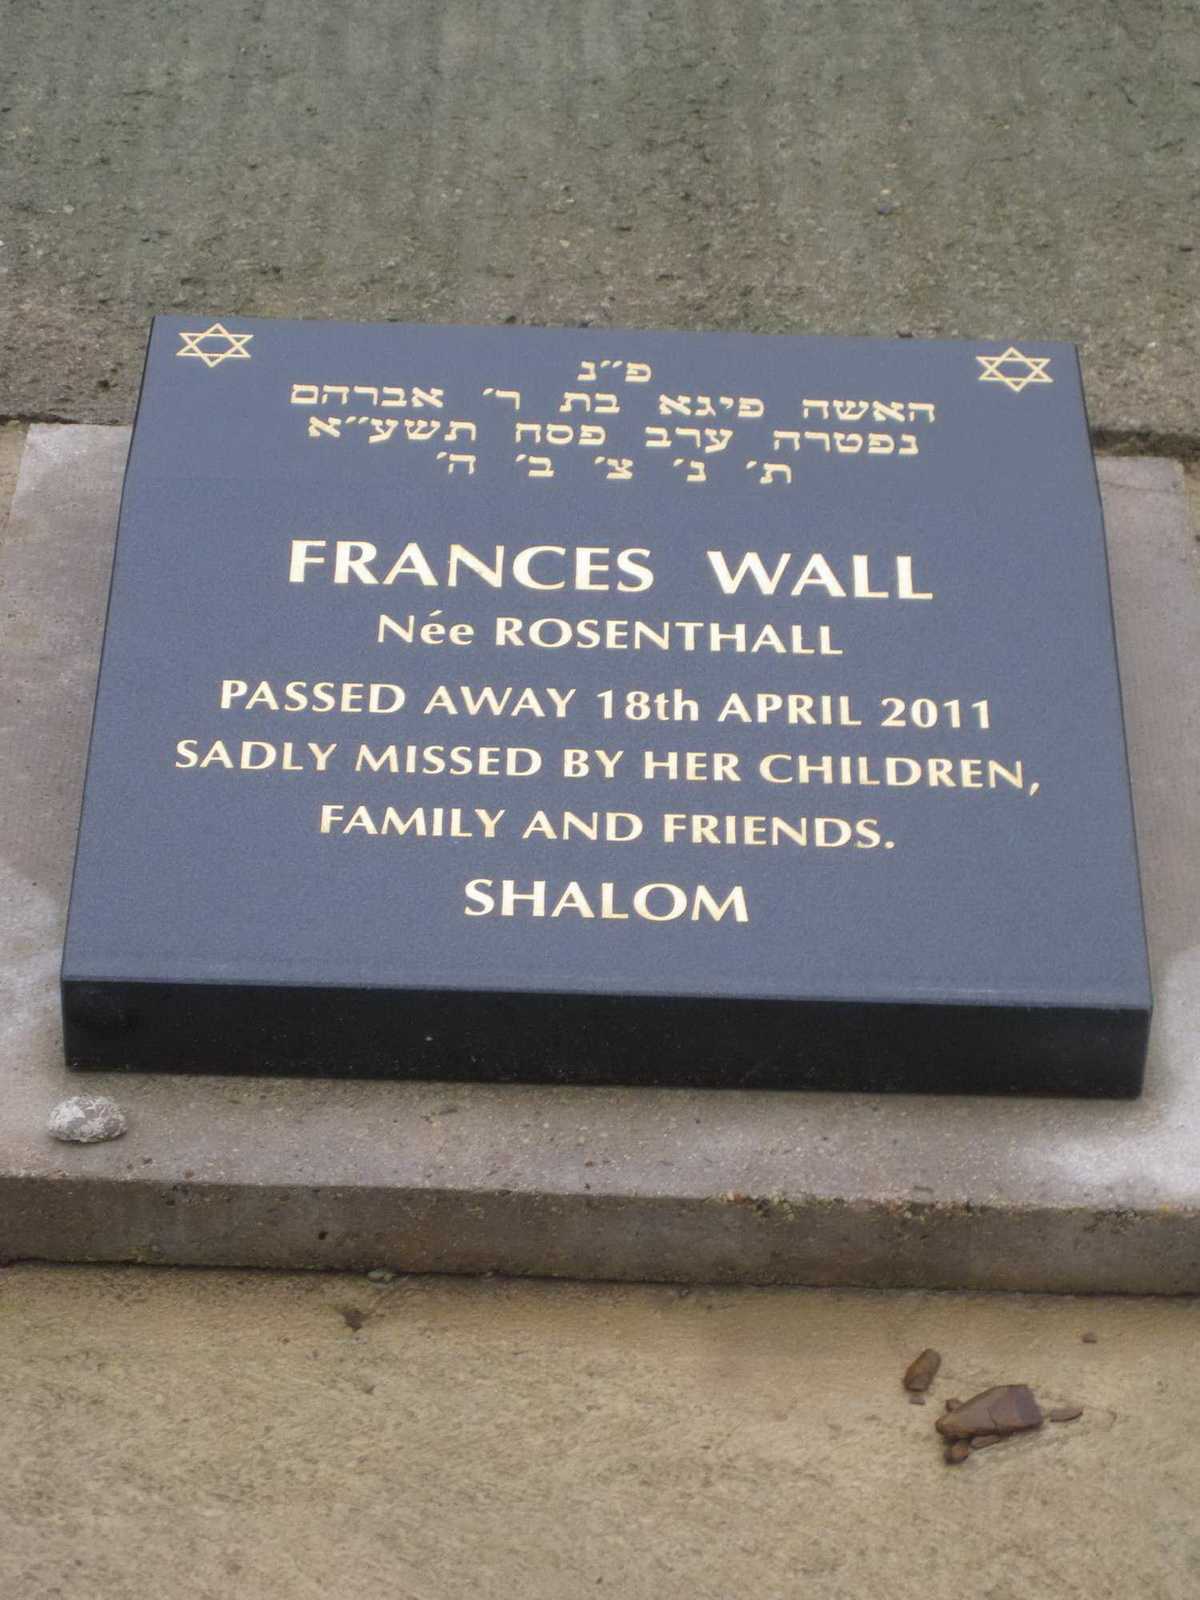 פ״נ
האשה פיגא בת ר׳ אברהם
נפטרה ערב פסח תשע״א
ת׳ נ׳ צ׳ ב׳ ה׳
FRANCES WALL
Née ROSENTHALL
PASSED AWAY 18th APRIL 2011
SADLY MISSED BY HER CHILDREN,
FAMILY AND FRIENDS.
SHALOM